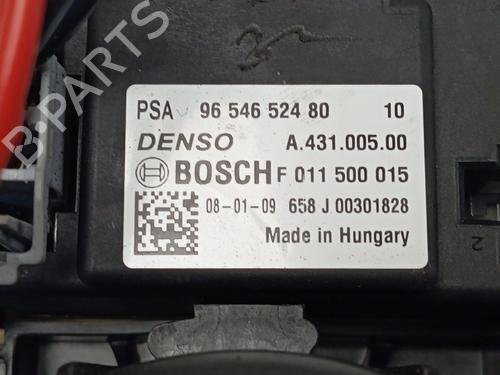 PSA 96 546 524 80 10
DENSO A.431.005.00
BOSCH F 011 500 015
08-01-09 658 J 00301828
Made in Hungary
2